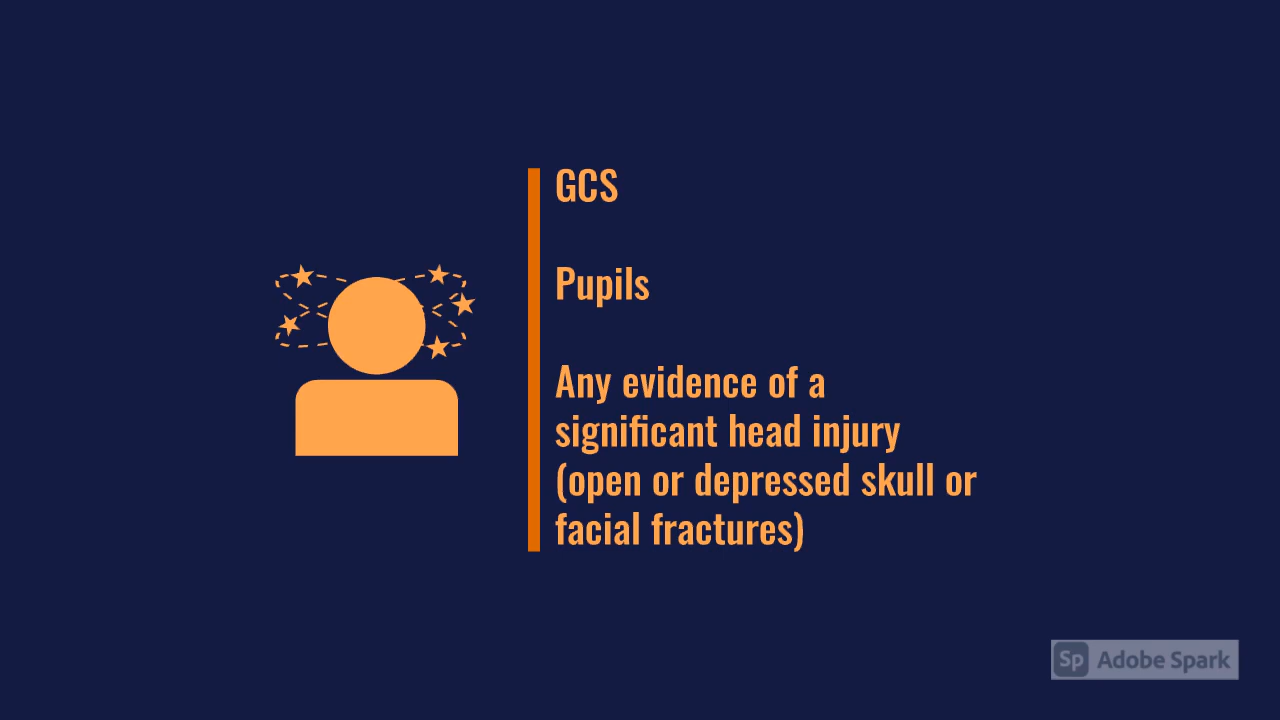 GCS
Pupils
Any evidence of a
significant head injury
(open or depressed skull or
facial fractures)
Sp Adobe Spark